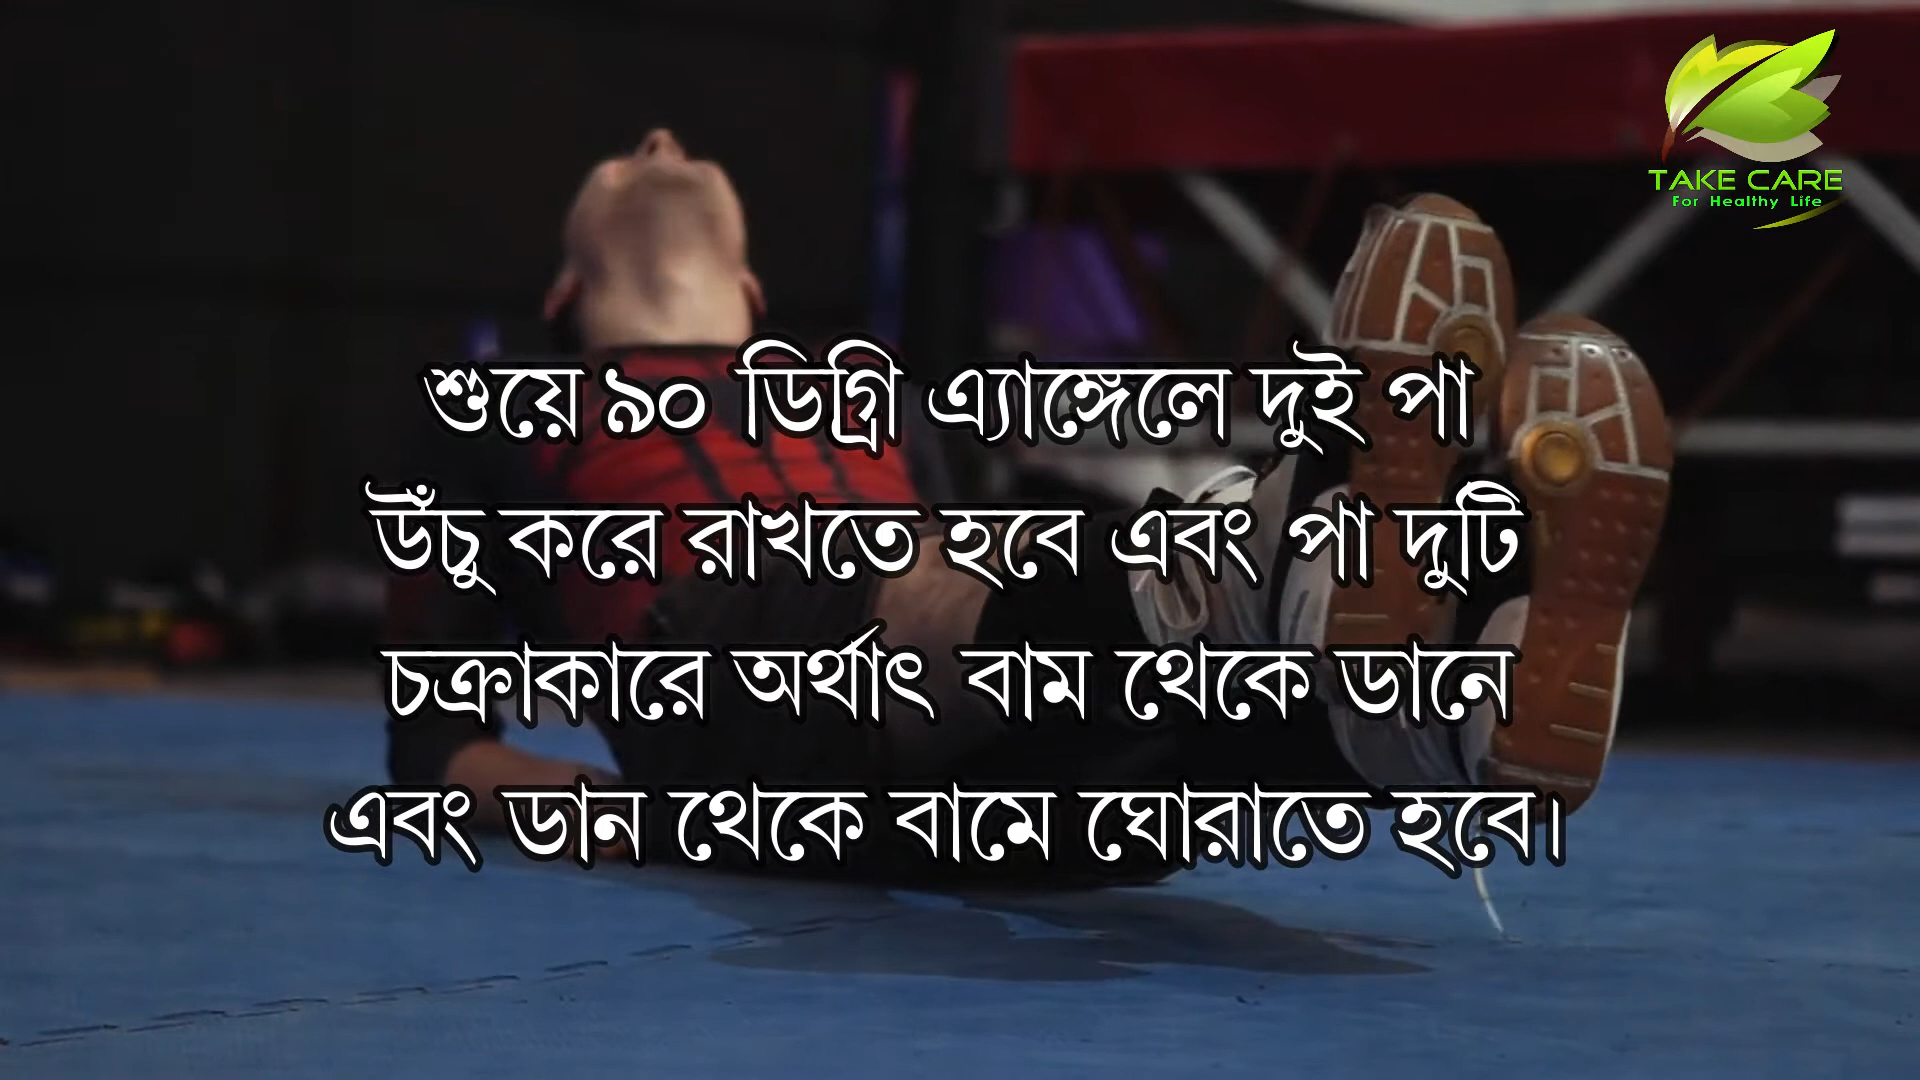 TAKE CARE
For Healthy Life
শুয়ে ৯০ ডিগ্রি এ্যাঙ্গেলে দুই পা
উঁচু করে রাখতে হবে এবং পা দুটি
চক্রাকারে অর্থাৎ বাম থেকে ডানে
এবং ডান থেকে বামে ঘোরাতে হবে।